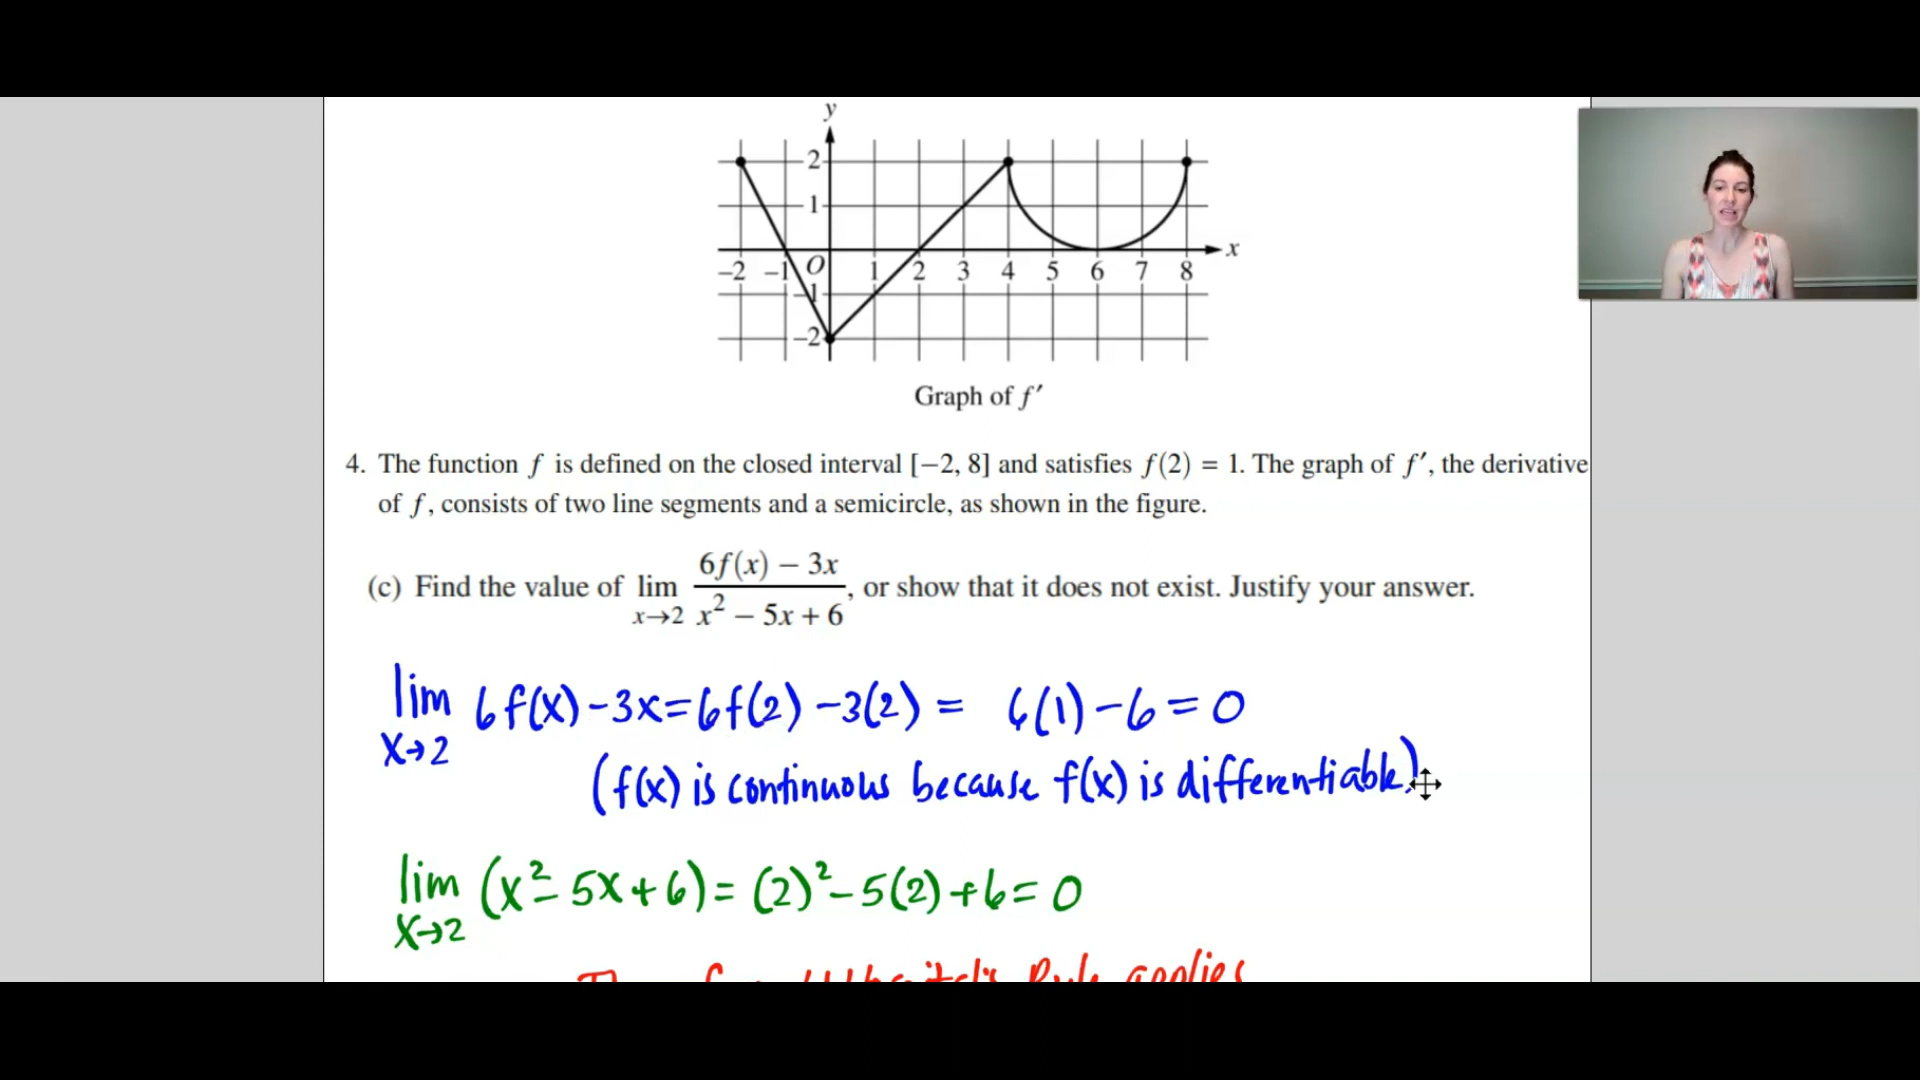 y
2
1
-2 -1 O 1 2 3 4 5 6 7 8 x
-1
-2
Graph of f′
4. The function f is defined on the closed interval [−2, 8] and satisfies f(2) = 1. The graph of f′, the derivative
of f, consists of two line segments and a semicircle, as shown in the figure.
6f(x) − 3x
(c) Find the value of lim ———, or show that it does not exist. Justify your answer.
x→2 x² − 5x + 6
lim 6f(x)-3x=6f(2)-3(2) = 6(1)-6=0
x→2
(f(x) is continuous because f(x) is differentiable)
lim (x²-5x+6)=(2)²-5(2)+6=0
x→2
Rule applies